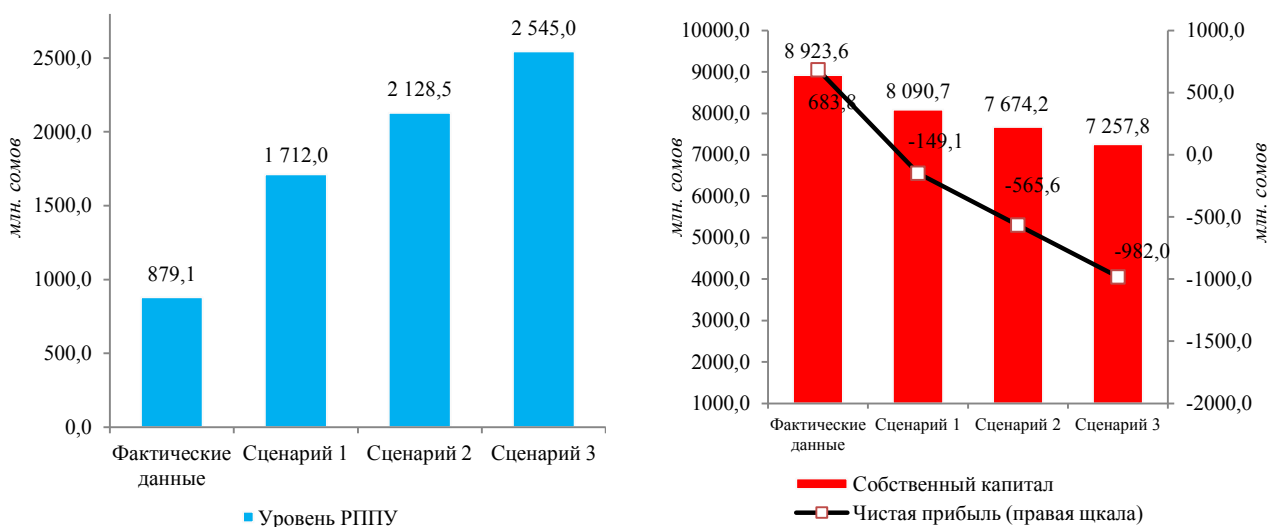 2 545,0
2500,0
2 128,5
2000,0
1 712,0
1500,0
млн. сомов
1000,0
879,1
500,0
0,0
Фактические данные
Сценарий 1
Сценарий 2
Сценарий 3
Уровень РППУ
10000,0
9000,0
8000,0
7000,0
6000,0
5000,0
4000,0
3000,0
2000,0
1000,0
млн. сомов
8 923,6
683,8
8 090,7
-149,1
7 674,2
-565,6
7 257,8
-982,0
1000,0
500,0
0,0
-500,0
-1000,0
-1500,0
-2000,0
млн. сомов
Фактические
данные
Сценарий 1
Сценарий 2
Сценарий 3
Собственный капитал
Чистая прибыль (правая щкала)